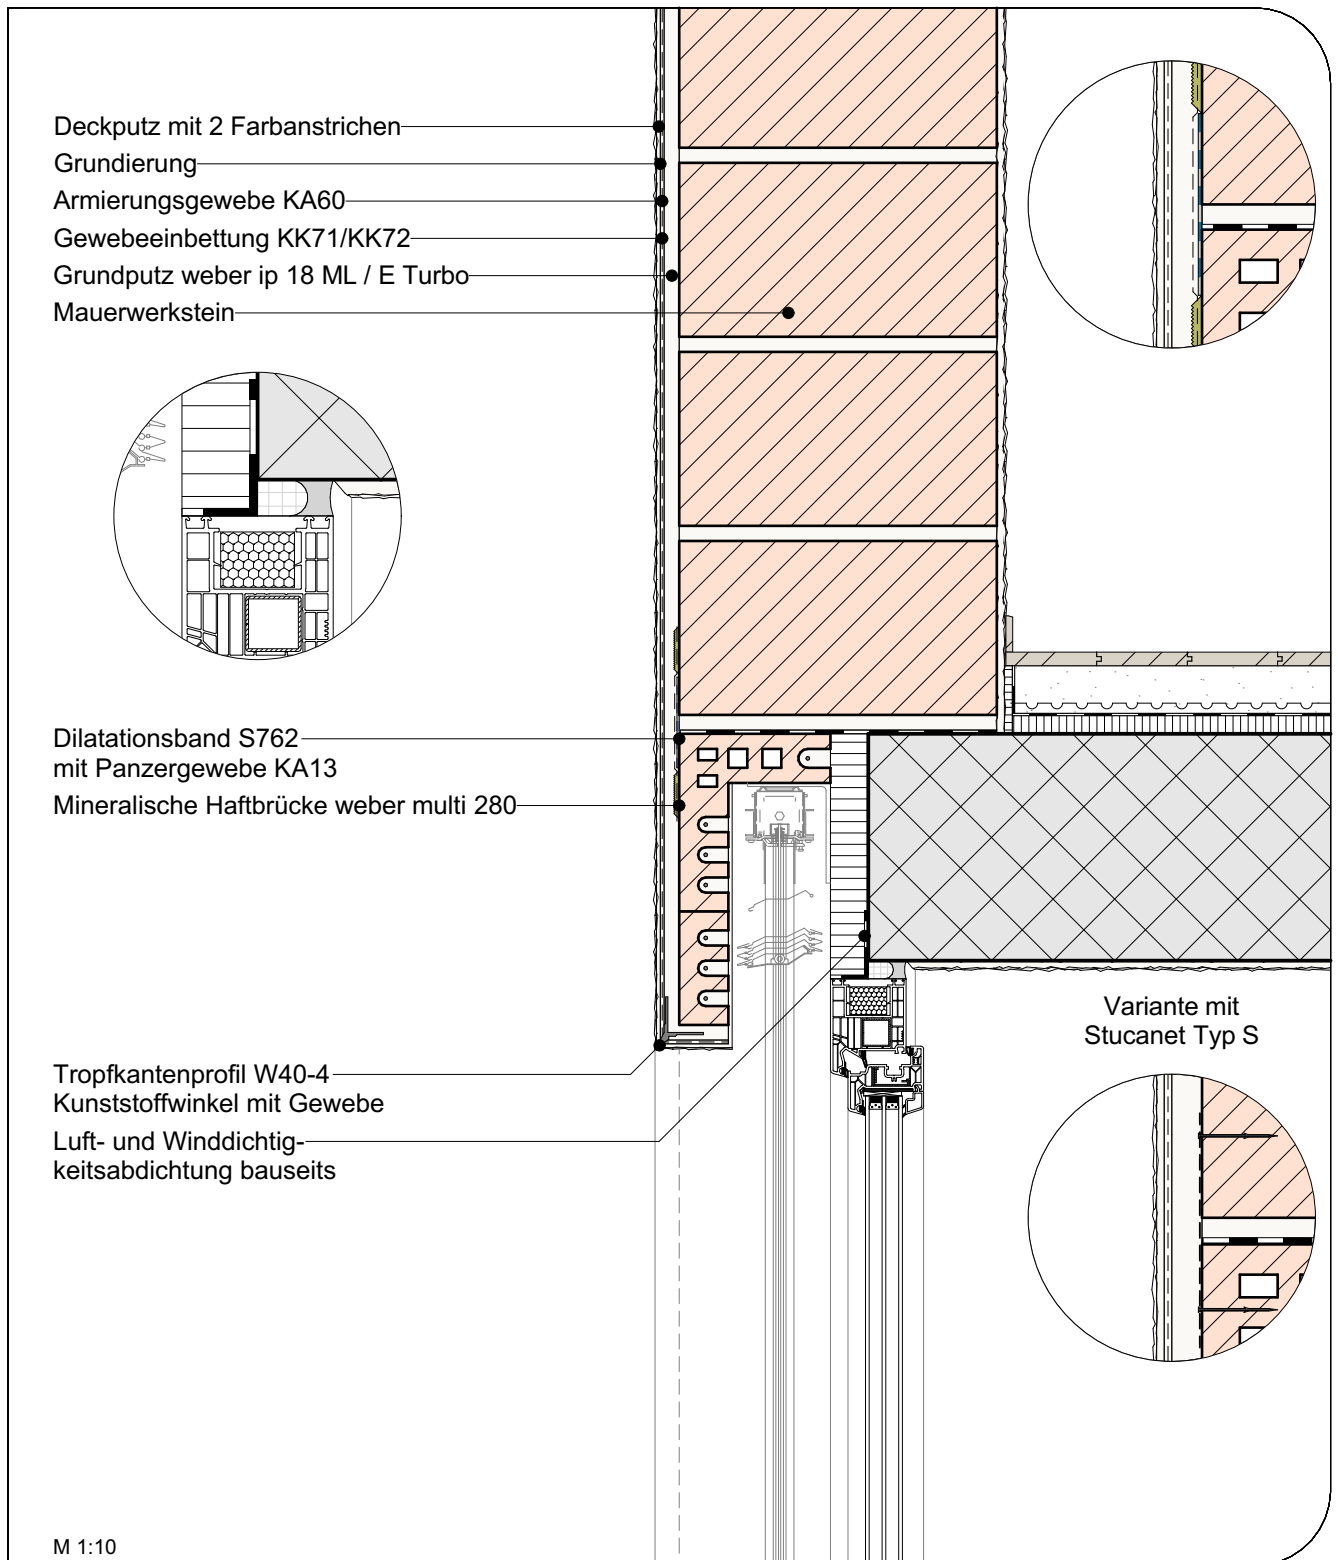 Deckputz mit 2 Farbanstrichen
Grundierung
Armierungsgewebe KA60
Gewebeeinbettung KK71/KK72
Grundputz weber ip 18 ML / E Turbo
Mauerwerkstein
Dilatationsband S762
mit Panzergewebe KA13
Mineralische Haftbrücke weber multi 280
Variante mit
Stucanet Typ S
Tropfkantenprofil W40-4
Kunststoffwinkel mit Gewebe
Luft- und Winddichtig-
keitsabdichtung bauseits
M 1:10